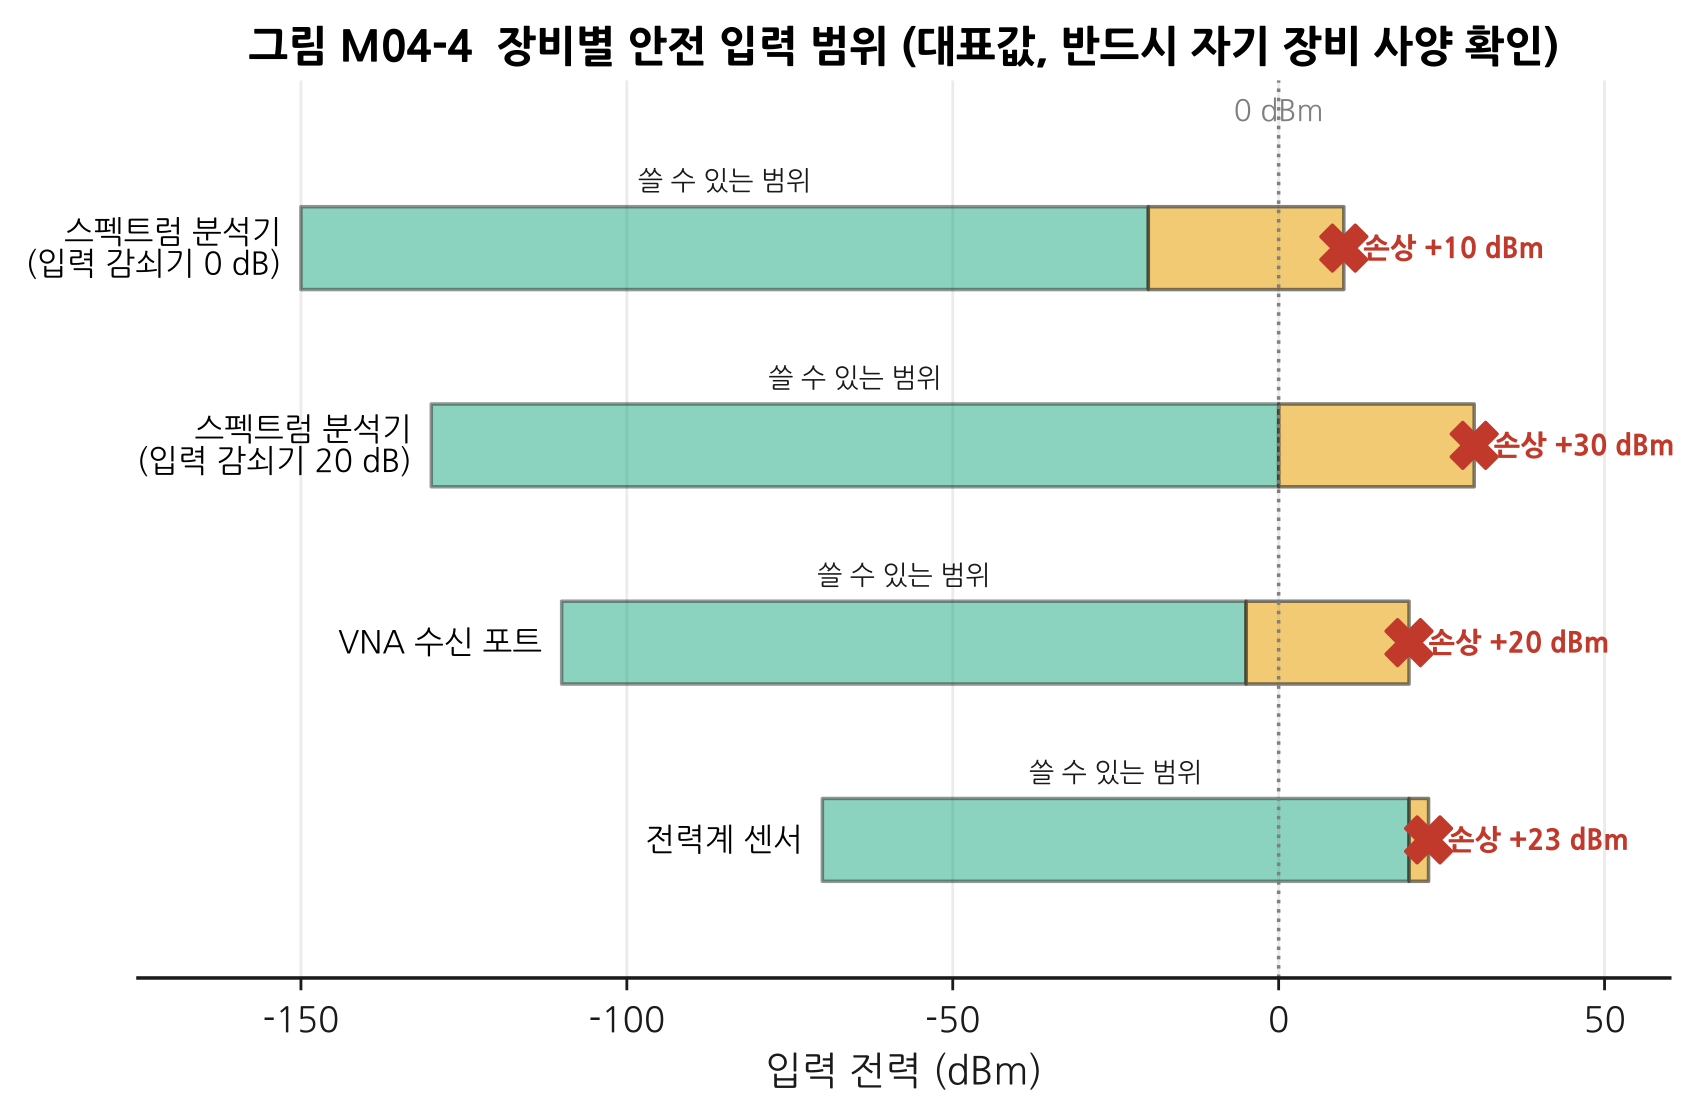 그림 M04-4 장비별 안전 입력 범위 (대표값, 반드시 자기 장비 사양 확인)
0 dBm
쓸 수 있는 범위
스펙트럼 분석기
(입력 감쇠기 0 dB)
손상 +10 dBm
쓸 수 있는 범위
스펙트럼 분석기
(입력 감쇠기 20 dB)
손상 +30 dBm
쓸 수 있는 범위
VNA 수신 포트
손상 +20 dBm
쓸 수 있는 범위
전력계 센서
손상 +23 dBm
-150 -100 -50 0 50
입력 전력 (dBm)